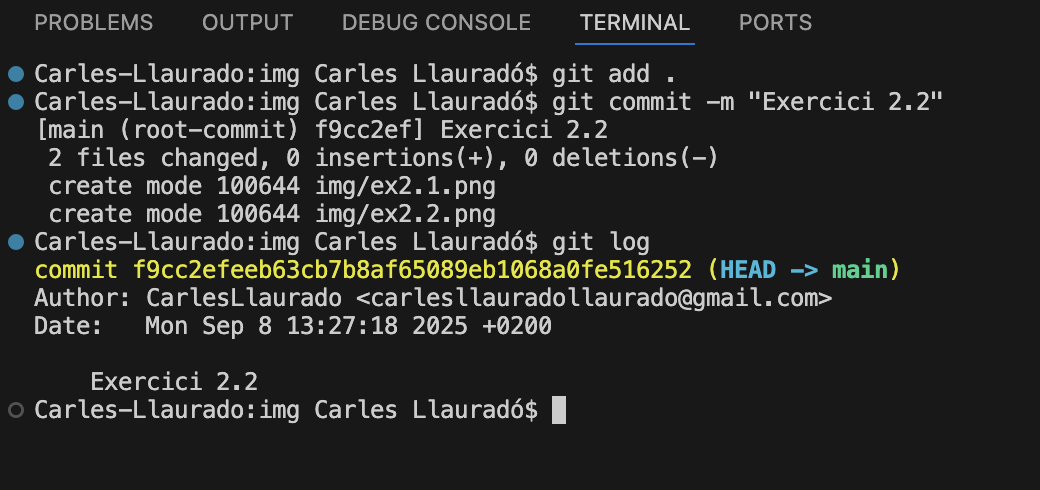 PROBLEMS OUTPUT DEBUG CONSOLE TERMINAL PORTS
Carles-Llaurado:img Carles Llauradó$ git add .
Carles-Llaurado:img Carles Llauradó$ git commit -m "Exercici 2.2"
[main (root-commit) f9cc2ef] Exercici 2.2
 2 files changed, 0 insertions(+), 0 deletions(-)
 create mode 100644 img/ex2.1.png
 create mode 100644 img/ex2.2.png
Carles-Llaurado:img Carles Llauradó$ git log
commit f9cc2efeeb63cb7b8af65089eb1068a0fe516252 (HEAD -> main)
Author: CarlesLlaurado <carlesllauradollaurado@gmail.com>
Date:   Mon Sep 8 13:27:18 2025 +0200
    Exercici 2.2
Carles-Llaurado:img Carles Llauradó$